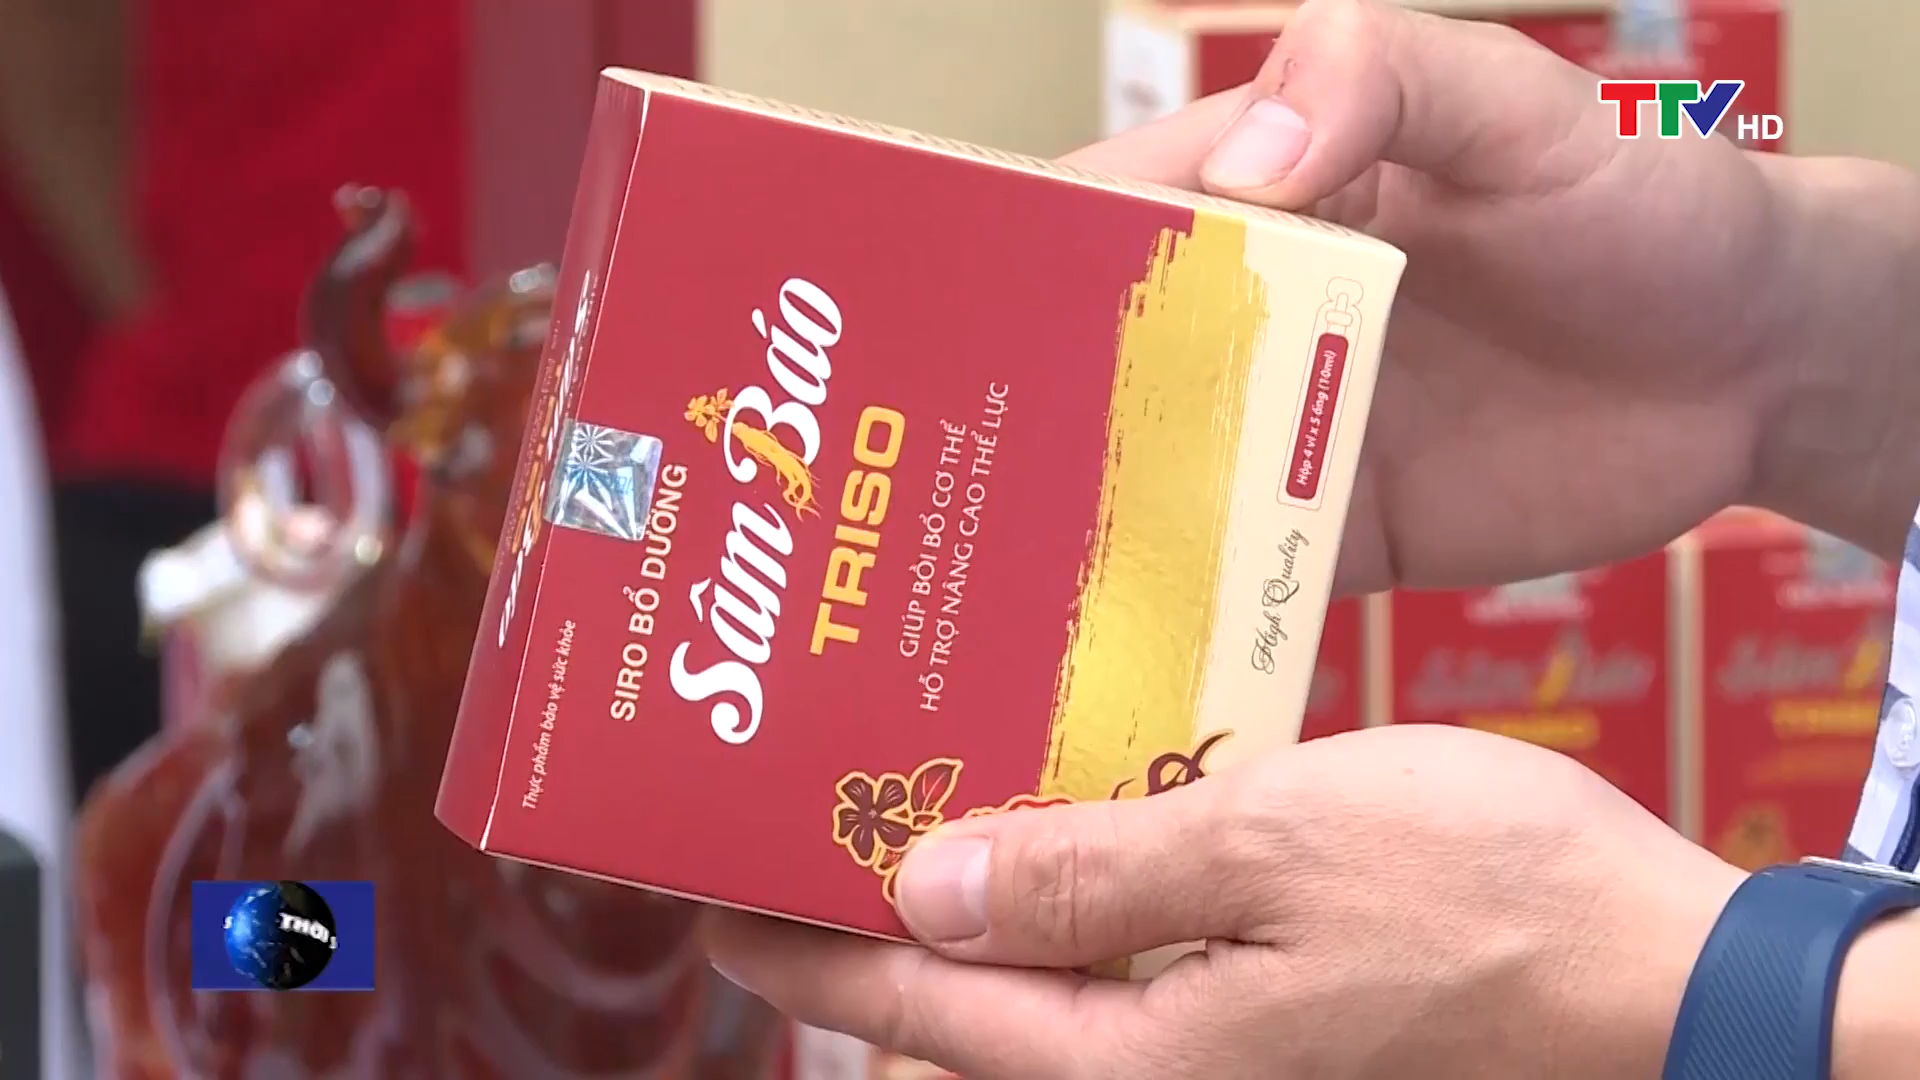 TTV HD
Thực phẩm bảo vệ sức khỏe
SIRO BỔ DƯỠNG
Sâm Báo
TRISO
GIÚP BỒI BỔ CƠ THỂ
HỖ TRỢ NÂNG CAO THỂ LỰC
Hộp 4 vỉ x 5 ống (10ml)
High Quality
THỜI